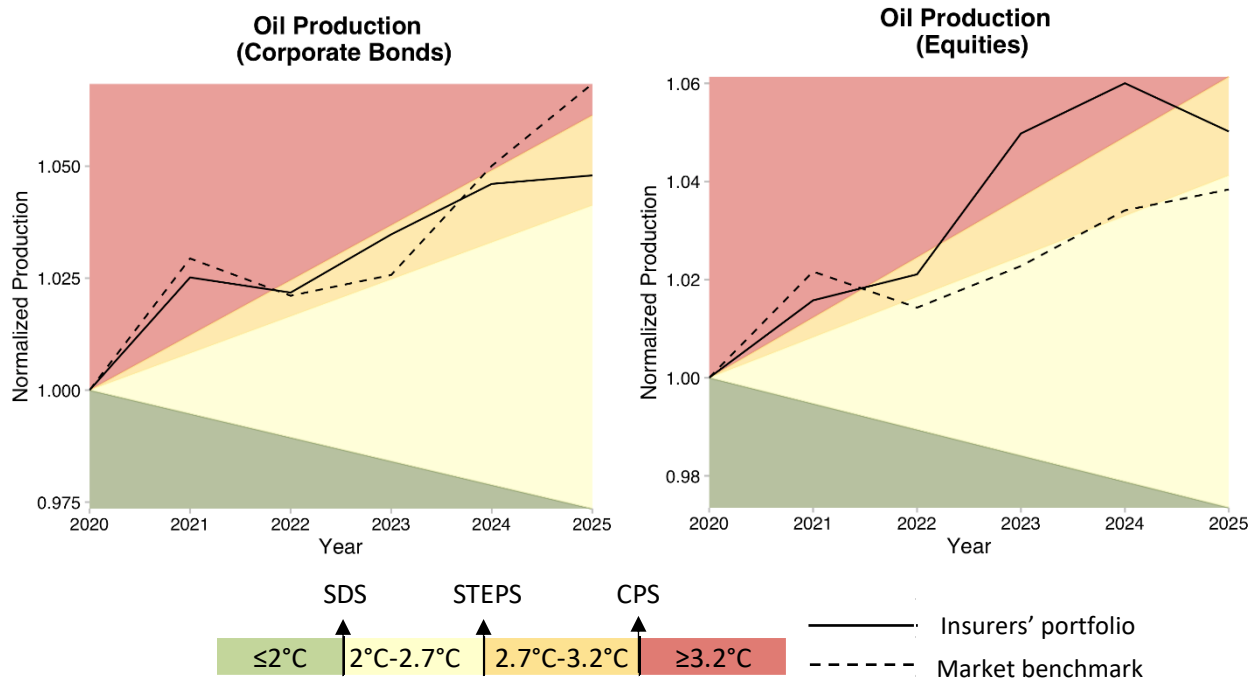 Oil Production
(Corporate Bonds)
Normalized Production
1.050
1.025
1.000
0.975
2020 2021 2022 2023 2024 2025
Year
Oil Production
(Equities)
Normalized Production
1.06
1.04
1.02
1.00
0.98
2020 2021 2022 2023 2024 2025
Year
SDS STEPS CPS
≤2°C 2°C-2.7°C 2.7°C-3.2°C ≥3.2°C
Insurers’ portfolio
Market benchmark